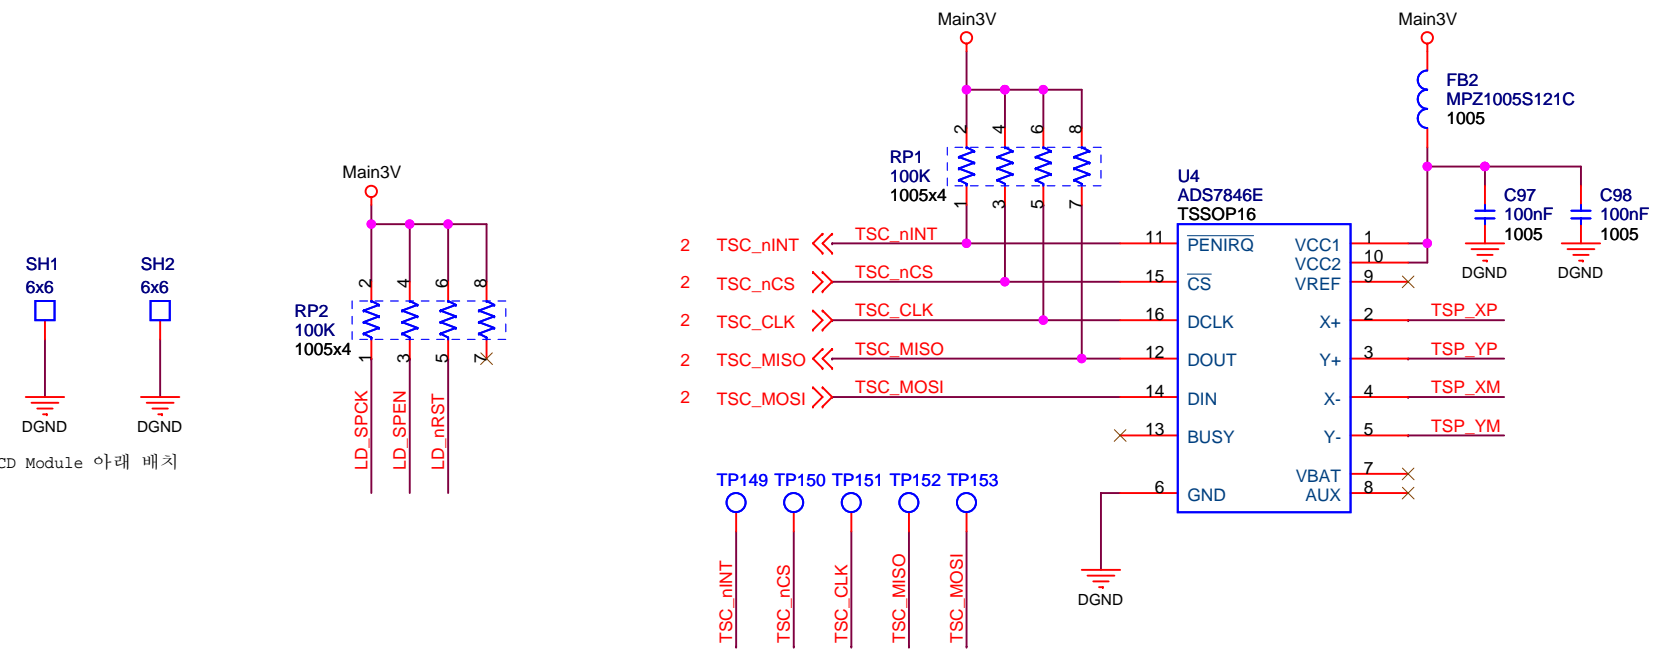 SH1
6x6
DGND
SH2
6x6
DGND
CD Module 아래 배치
Main3V
2
4
6
8
RP2
100K
1005x4
1
3
5
7
LD_SPCK
LD_SPEN
LD_nRST
Main3V
2
4
6
8
RP1
100K
1005x4
1
3
5
7
2 TSC_nINT TSC_nINT
2 TSC_nCS TSC_nCS
2 TSC_CLK TSC_CLK
2 TSC_MISO TSC_MISO
2 TSC_MOSI TSC_MOSI
TP149 TP150 TP151 TP152 TP153
TSC_nINT
TSC_nCS
TSC_CLK
TSC_MISO
TSC_MOSI
U4
ADS7846E
TSSOP16
11 PENIRQ
15 CS
16 DCLK
12 DOUT
14 DIN
13 BUSY
6 GND
DGND
VCC1 1
VCC2 10
VREF 9
X+ 2 TSP_XP
Y+ 3 TSP_YP
X- 4 TSP_XM
Y- 5 TSP_YM
VBAT 7
AUX 8
Main3V
FB2
MPZ1005S121C
1005
C97
100nF
1005
DGND
C98
100nF
1005
DGND